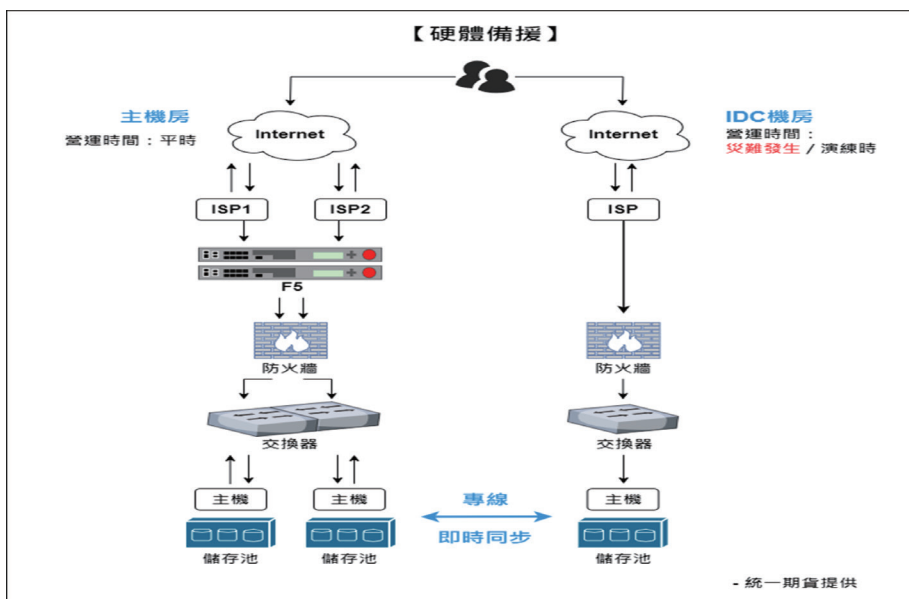 【硬體備援】
主機房
營運時間：平時
Internet
Internet
IDC機房
營運時間：
災難發生 / 演練時
ISP1
ISP2
ISP
F5
防火牆
防火牆
交換器
交換器
主機
主機
專線
主機
即時同步
儲存池
儲存池
儲存池
- 統一期貨提供